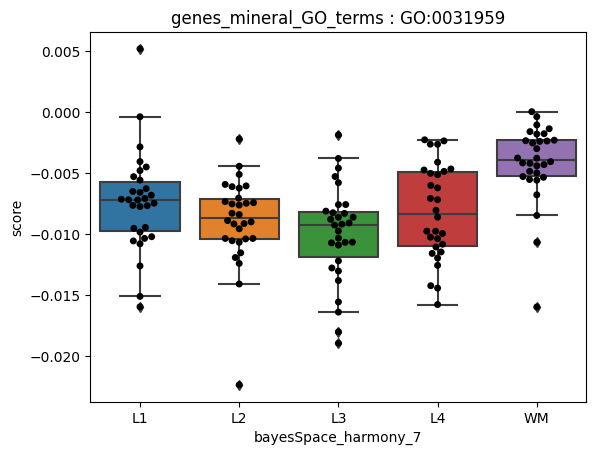 genes_mineral_GO_terms : GO:0031959
0.005
0.000
−0.005
−0.010
−0.015
−0.020
score
L1 L2 L3 L4 WM
bayesSpace_harmony_7